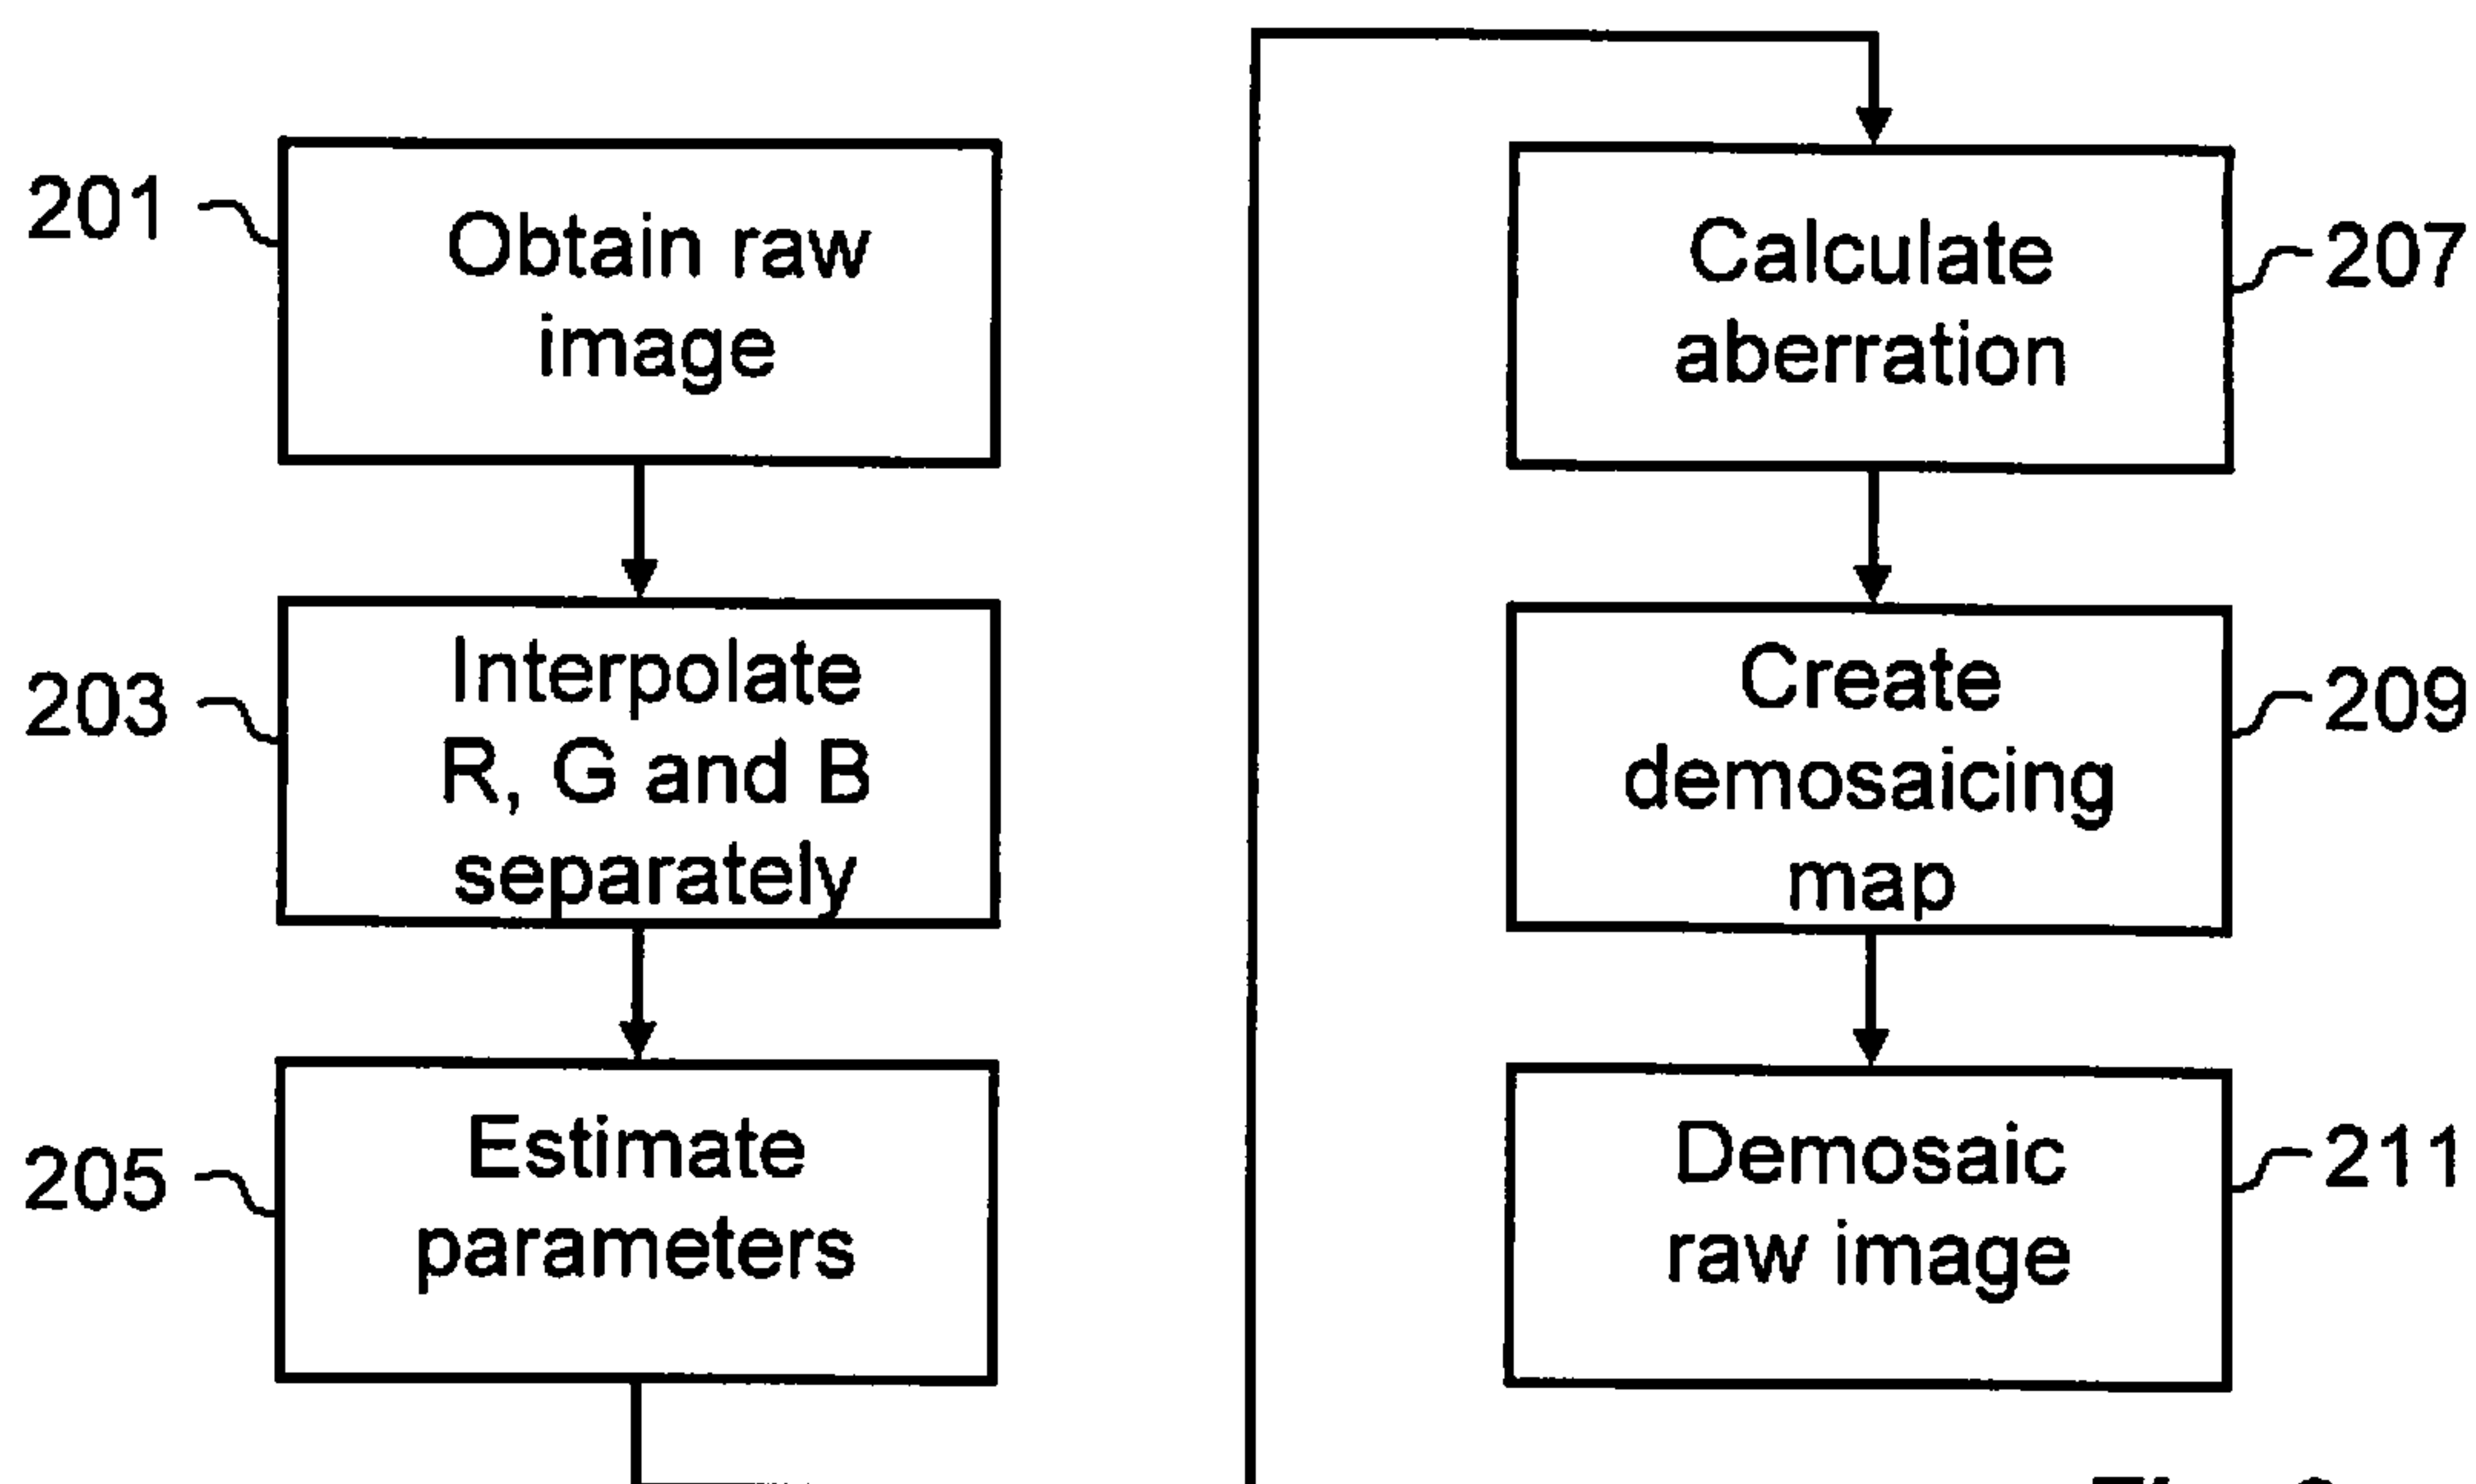 201
Obtain raw
image
203
Interpolate
R, G and B
separately
205
Estimate
parameters
Calculate
aberration
207
Create
demosaicing
map
209
Demosaic
raw image
211